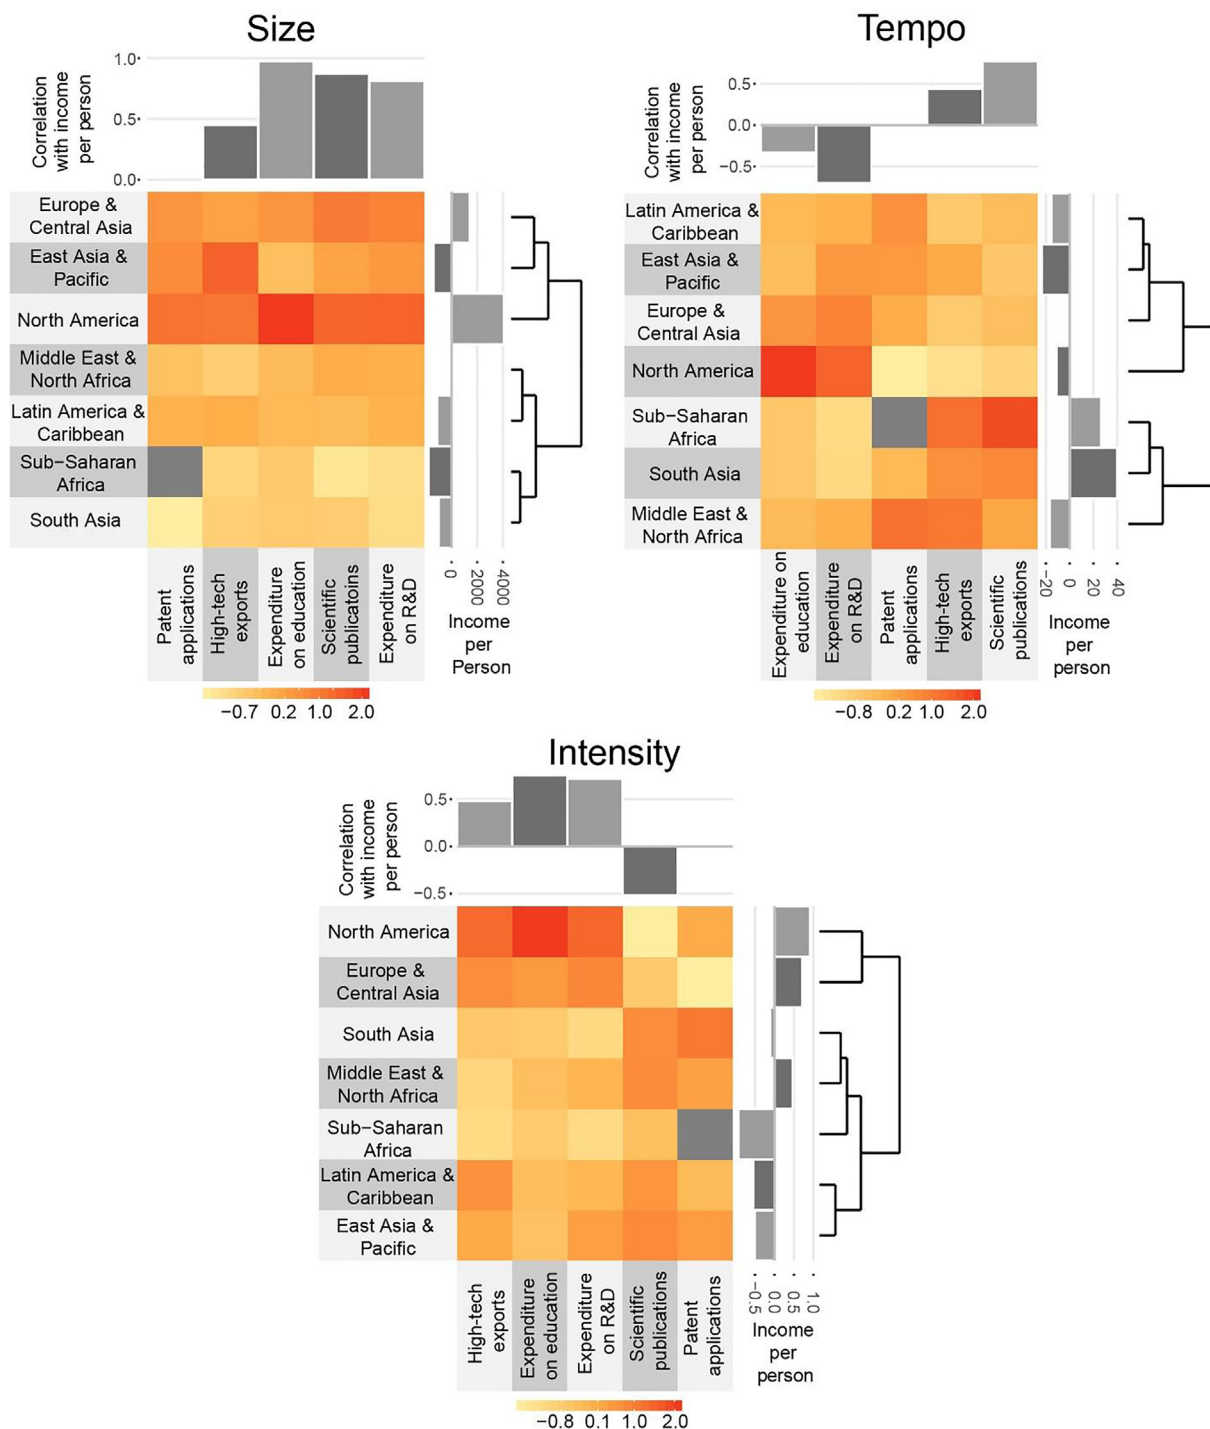 Size
Correlation
with income
per person
1.0
0.5
0.0
Europe &
Central Asia
East Asia &
Pacific
North America
Middle East &
North Africa
Latin America &
Caribbean
Sub−Saharan
Africa
South Asia
Patent
applications
High-tech
exports
Expenditure
on education
Scientific
publicatoins
Expenditure
on R&D
0
20000
40000
Income
per
Person
−0.7 0.2 1.0 2.0
Tempo
Correlation
with income
per person
0.5
0.0
−0.5
Latin America &
Caribbean
East Asia &
Pacific
Europe &
Central Asia
North America
Sub−Saharan
Africa
South Asia
Middle East &
North Africa
Expenditure on
education
Expenditure
on R&D
Patent
applications
High-tech
exports
Scientific
publications
−20
0
20
40
Income
per
person
−0.8 0.2 1.0 2.0
Intensity
Correlation
with income
per person
0.5
0.0
−0.5
North America
Europe &
Central Asia
South Asia
Middle East &
North Africa
Sub−Saharan
Africa
Latin America &
Caribbean
East Asia &
Pacific
High-tech
exports
Expenditure
on education
Expenditure
on R&D
Scientific
publications
Patent
applications
−0.5
0.0
0.5
1.0
Income
per
person
−0.8 0.1 1.0 2.0